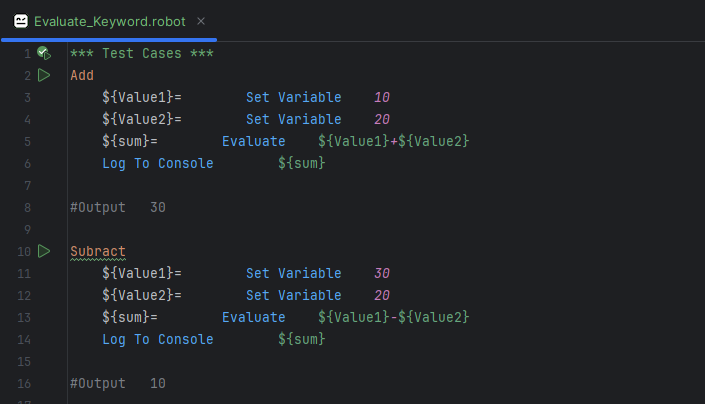 Evaluate_Keyword.robot
1 *** Test Cases ***
2 Add
3 ${Value1}= Set Variable 10
4 ${Value2}= Set Variable 20
5 ${sum}= Evaluate ${Value1}+${Value2}
6 Log To Console ${sum}
7
8 #Output 30
9
10 Subract
11 ${Value1}= Set Variable 30
12 ${Value2}= Set Variable 20
13 ${sum}= Evaluate ${Value1}-${Value2}
14 Log To Console ${sum}
15
16 #Output 10